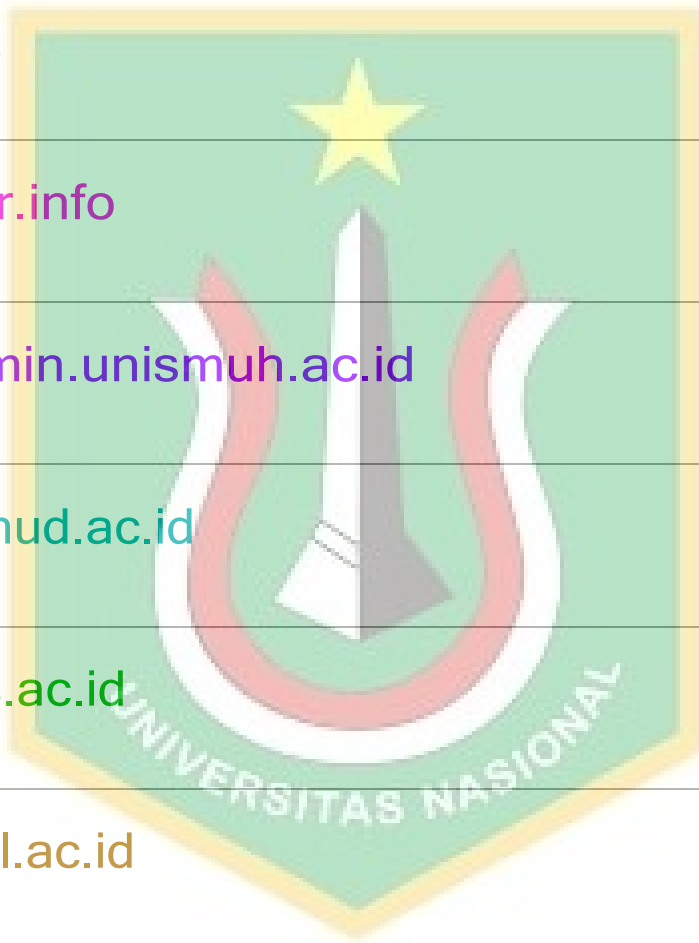 r.info
min.unismuh.ac.id
nud.ac.id
.ac.id
l.ac.id
UNIVERSITAS NASIONAL